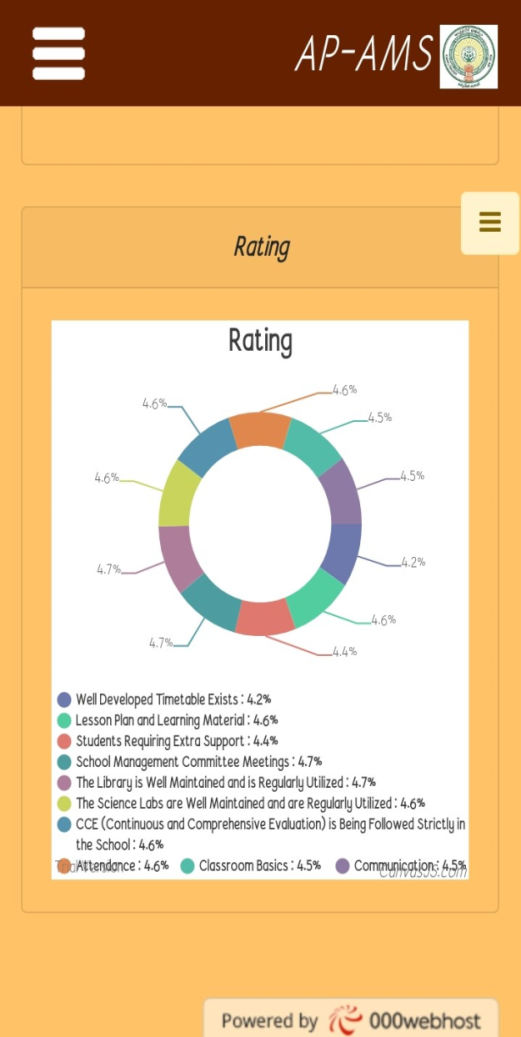 AP-AMS
Rating
Rating
4.6%
4.6%
4.5%
4.6%
4.5%
4.2%
4.7%
4.6%
4.7%
4.4%
Well Developed Timetable Exists : 4.2%
Lesson Plan and Learning Material : 4.6%
Students Requiring Extra Support : 4.4%
School Management Committee Meetings : 4.7%
The Library is Well Maintained and is Regularly Utilized : 4.7%
The Science Labs are Well Maintained and are Regularly Utilized : 4.6%
CCE (Continuous and Comprehensive Evaluation) is Being Followed Strictly in
the School : 4.6%
Attendance : 4.6% Classroom Basics : 4.5% Communication : 4.5%
Trial Version CanvasJS.com
Powered by 000webhost